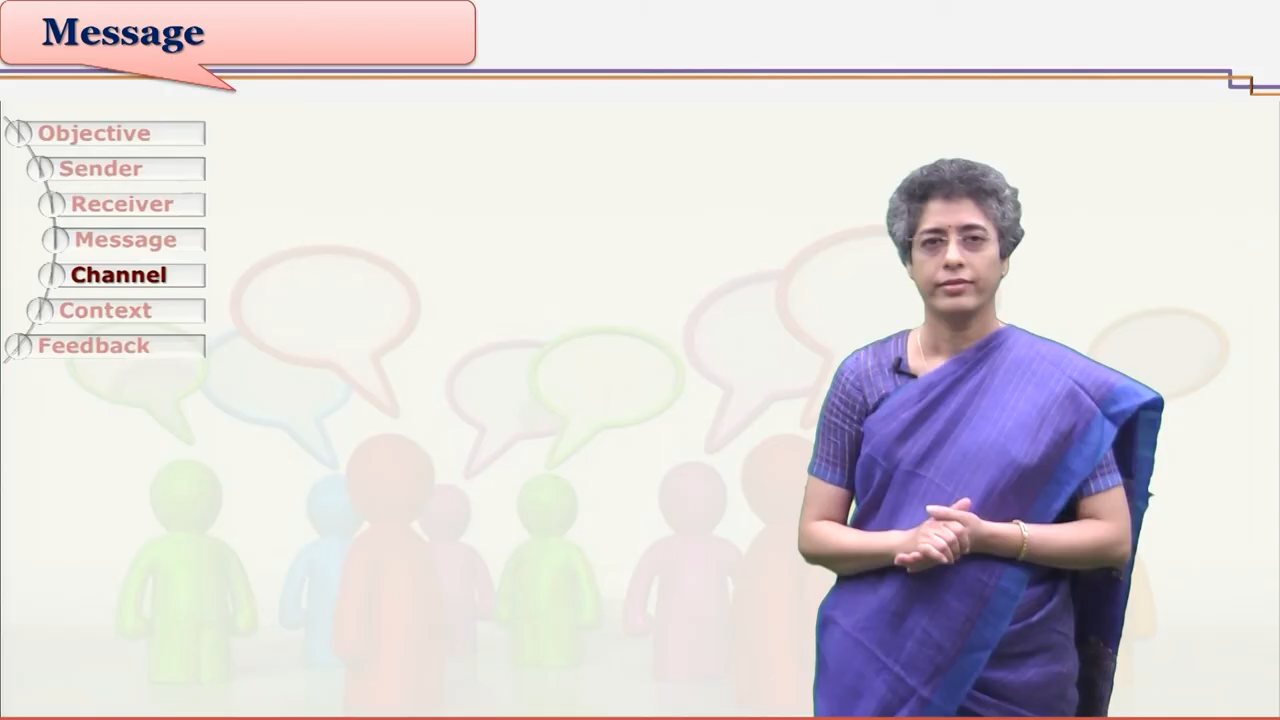 Message
Objective
Sender
Receiver
Message
Channel
Context
Feedback